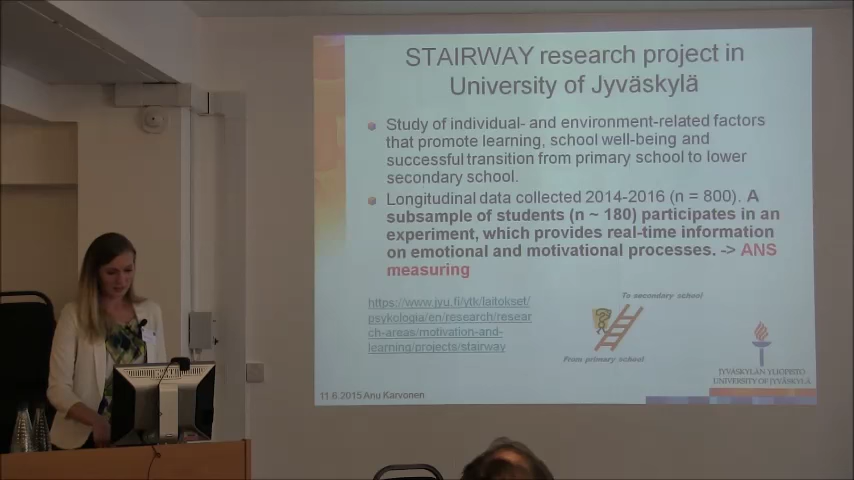 STAIRWAY research project in
University of Jyväskylä
Study of individual- and environment-related factors
that promote learning, school well-being and
successful transition from primary school to lower
secondary school.
Longitudinal data collected 2014-2016 (n = 800). A
subsample of students (n ~ 180) participates in an
experiment, which provides real-time information
on emotional and motivational processes. -> ANS
measuring
https://www.jyu.fi/ytk/laitokset/
psykologia/en/research/resear
ch-areas/motivation-and-
learning/projects/stairway
To secondary school
From primary school
JYVÄSKYLÄN YLIOPISTO
UNIVERSITY OF JYVÄSKYLÄ
11.6.2015 Anu Karvonen